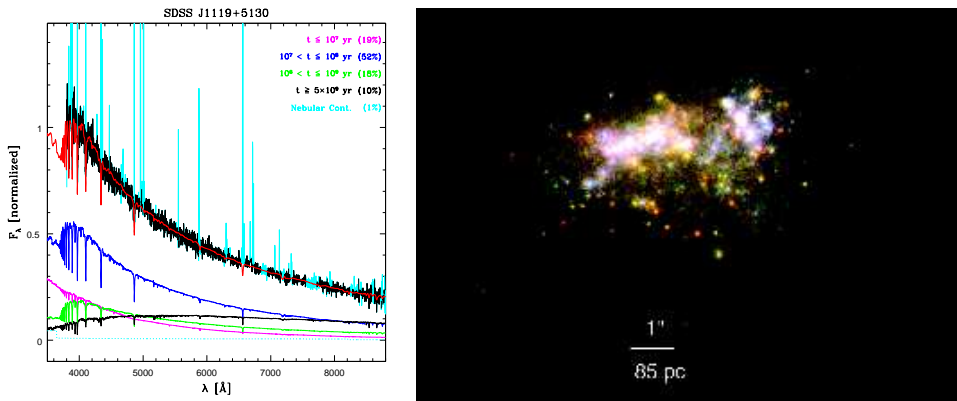 SDSS J1119+5130
t ≦ 10⁷ yr (19%)
10⁷ < t ≦ 10⁸ yr (52%)
10⁸ < t ≦ 10⁹ yr (18%)
t ≧ 5×10⁹ yr (10%)
Nebular Cont. (1%)
F_λ [normalized]
1
0.5
0
4000 5000 6000 7000 8000
λ [Å]
1"
85 pc